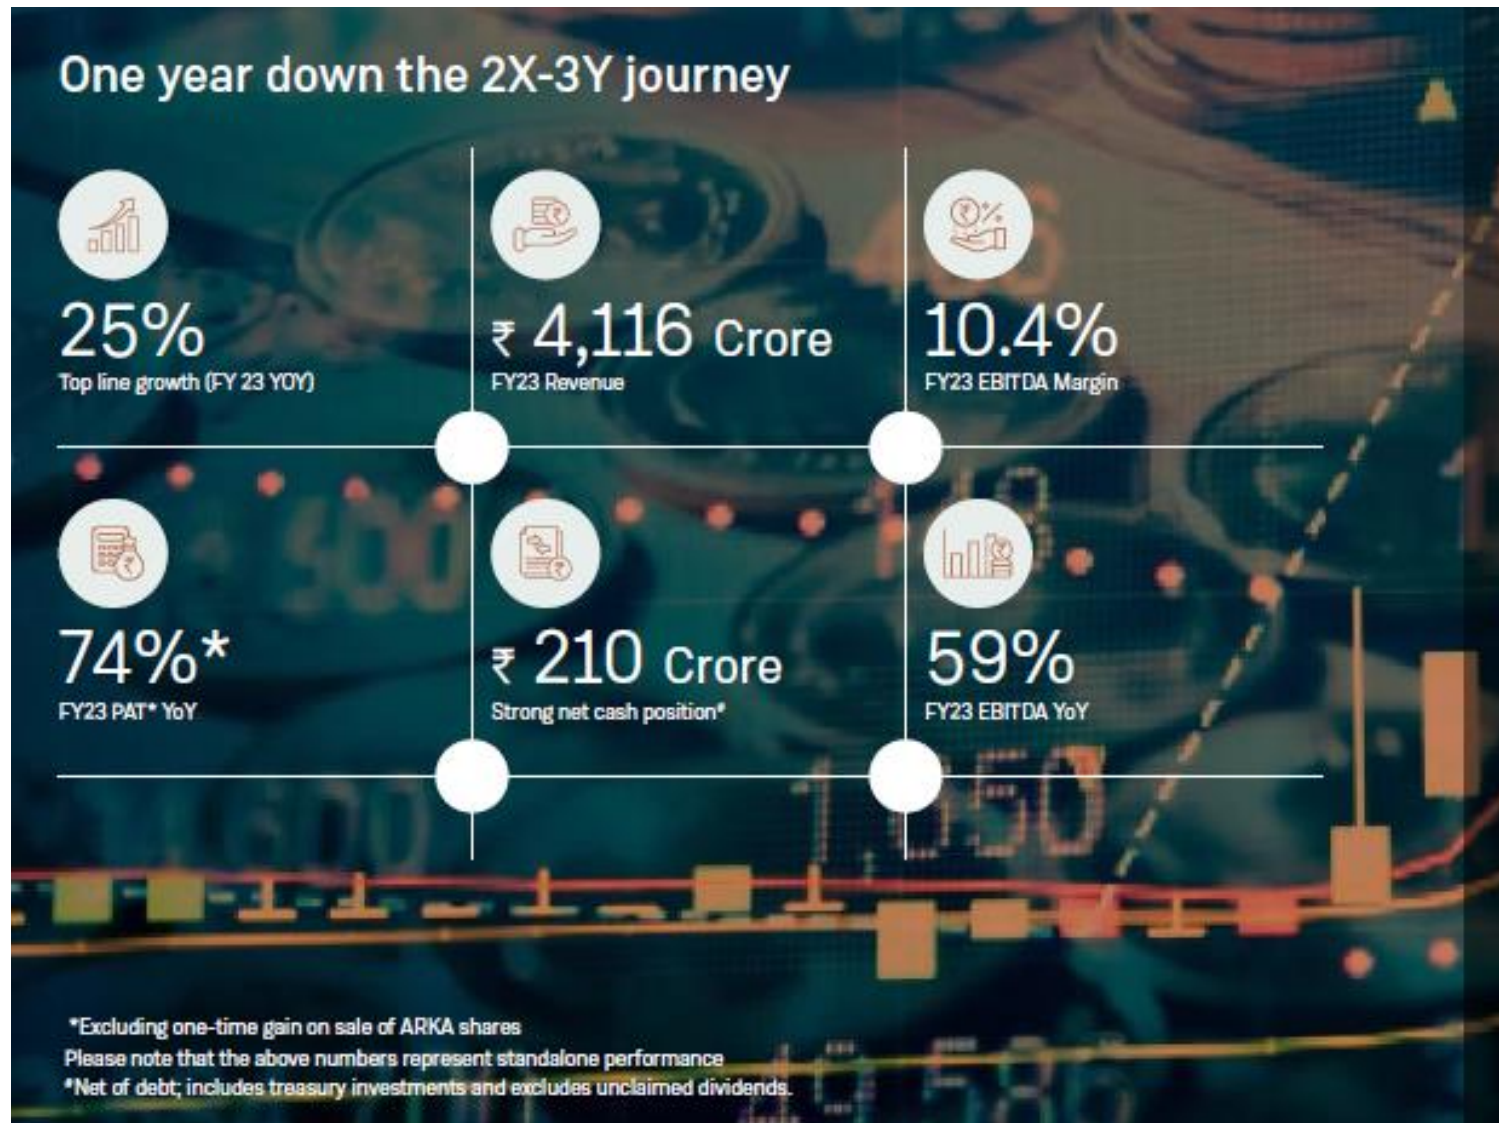 One year down the 2X-3Y journey
25%
Top line growth (FY 23 YOY)
₹ 4,116 Crore
FY23 Revenue
10.4%
FY23 EBITDA Margin
74%*
FY23 PAT* YoY
₹ 210 Crore
Strong net cash position#
59%
FY23 EBITDA YoY
1,650
*Excluding one-time gain on sale of ARKA shares
Please note that the above numbers represent standalone performance
#Net of debt; includes treasury investments and excludes unclaimed dividends.